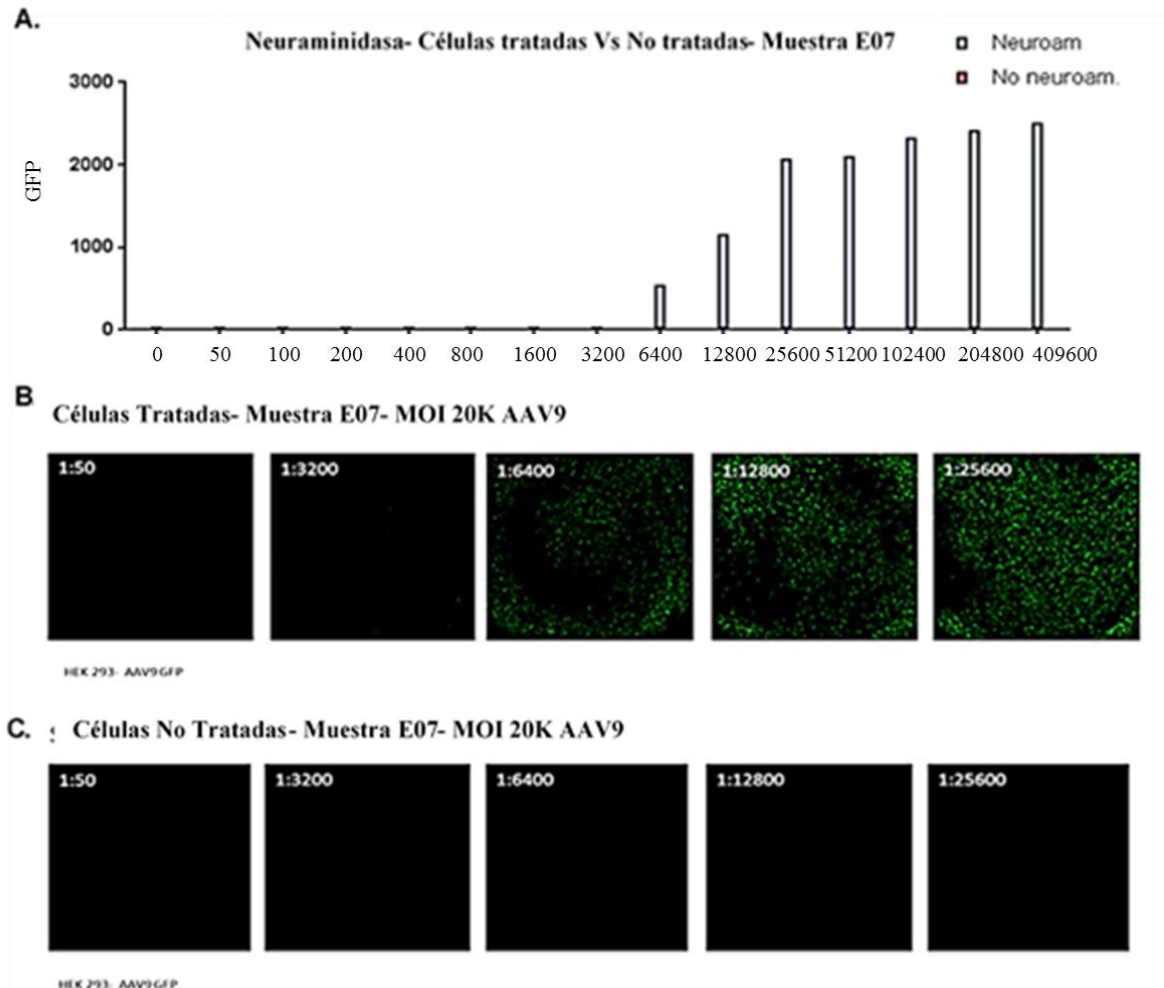 A.
Neuraminidasa- Células tratadas Vs No tratadas- Muestra E07
Neuroam
No neuroam.
3000
2000
1000
0
GFP
0 50 100 200 400 800 1600 3200 6400 12800 25600 51200 102400 204800 409600
B
Células Tratadas- Muestra E07- MOI 20K AAV9
1:50 1:3200 1:6400 1:12800 1:25600
HEK 293- AAV9GFP
C.
Células No Tratadas- Muestra E07- MOI 20K AAV9
1:50 1:3200 1:6400 1:12800 1:25600
HEK 293- AAV9GFP